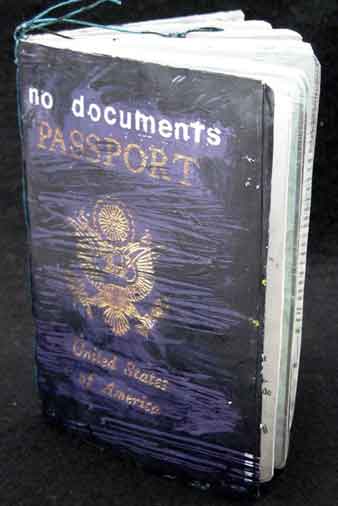 no documents
PASSPORT
United States
of America